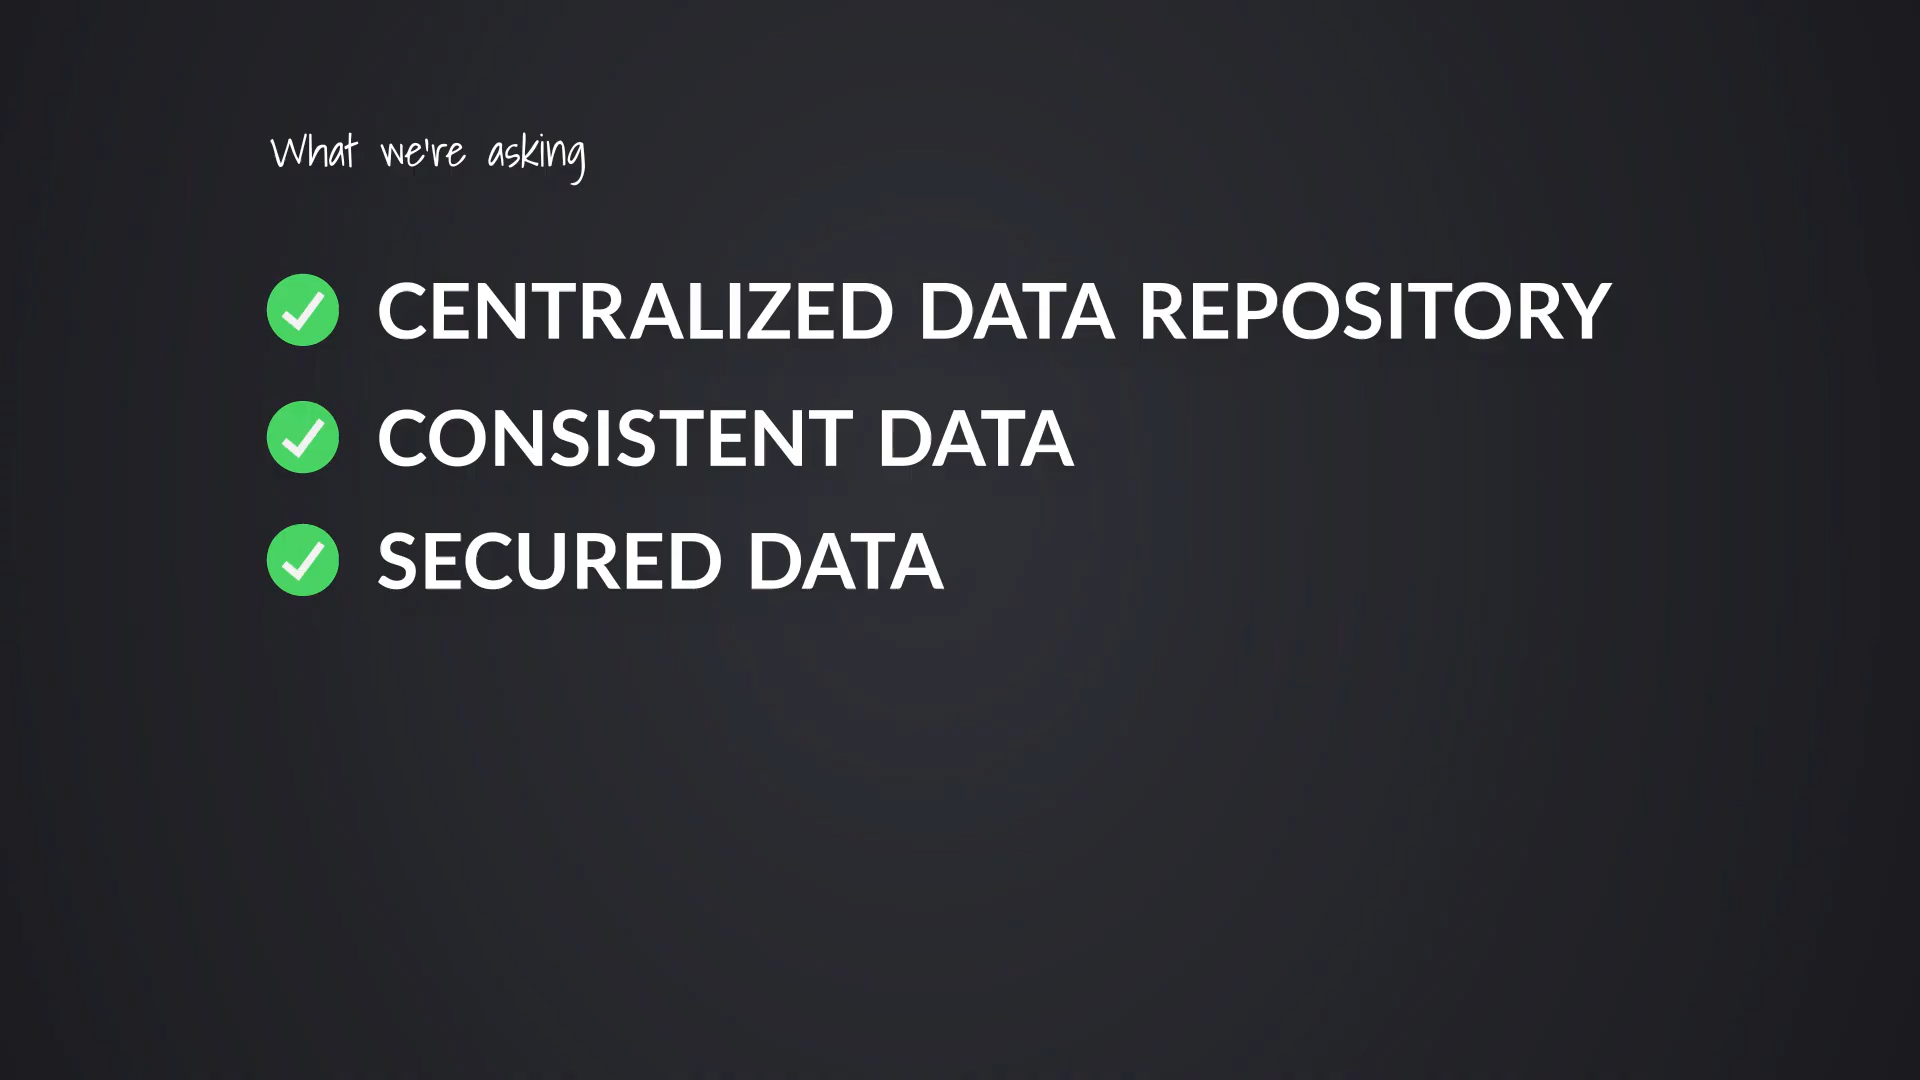 What we're asking
CENTRALIZED DATA REPOSITORY
CONSISTENT DATA
SECURED DATA